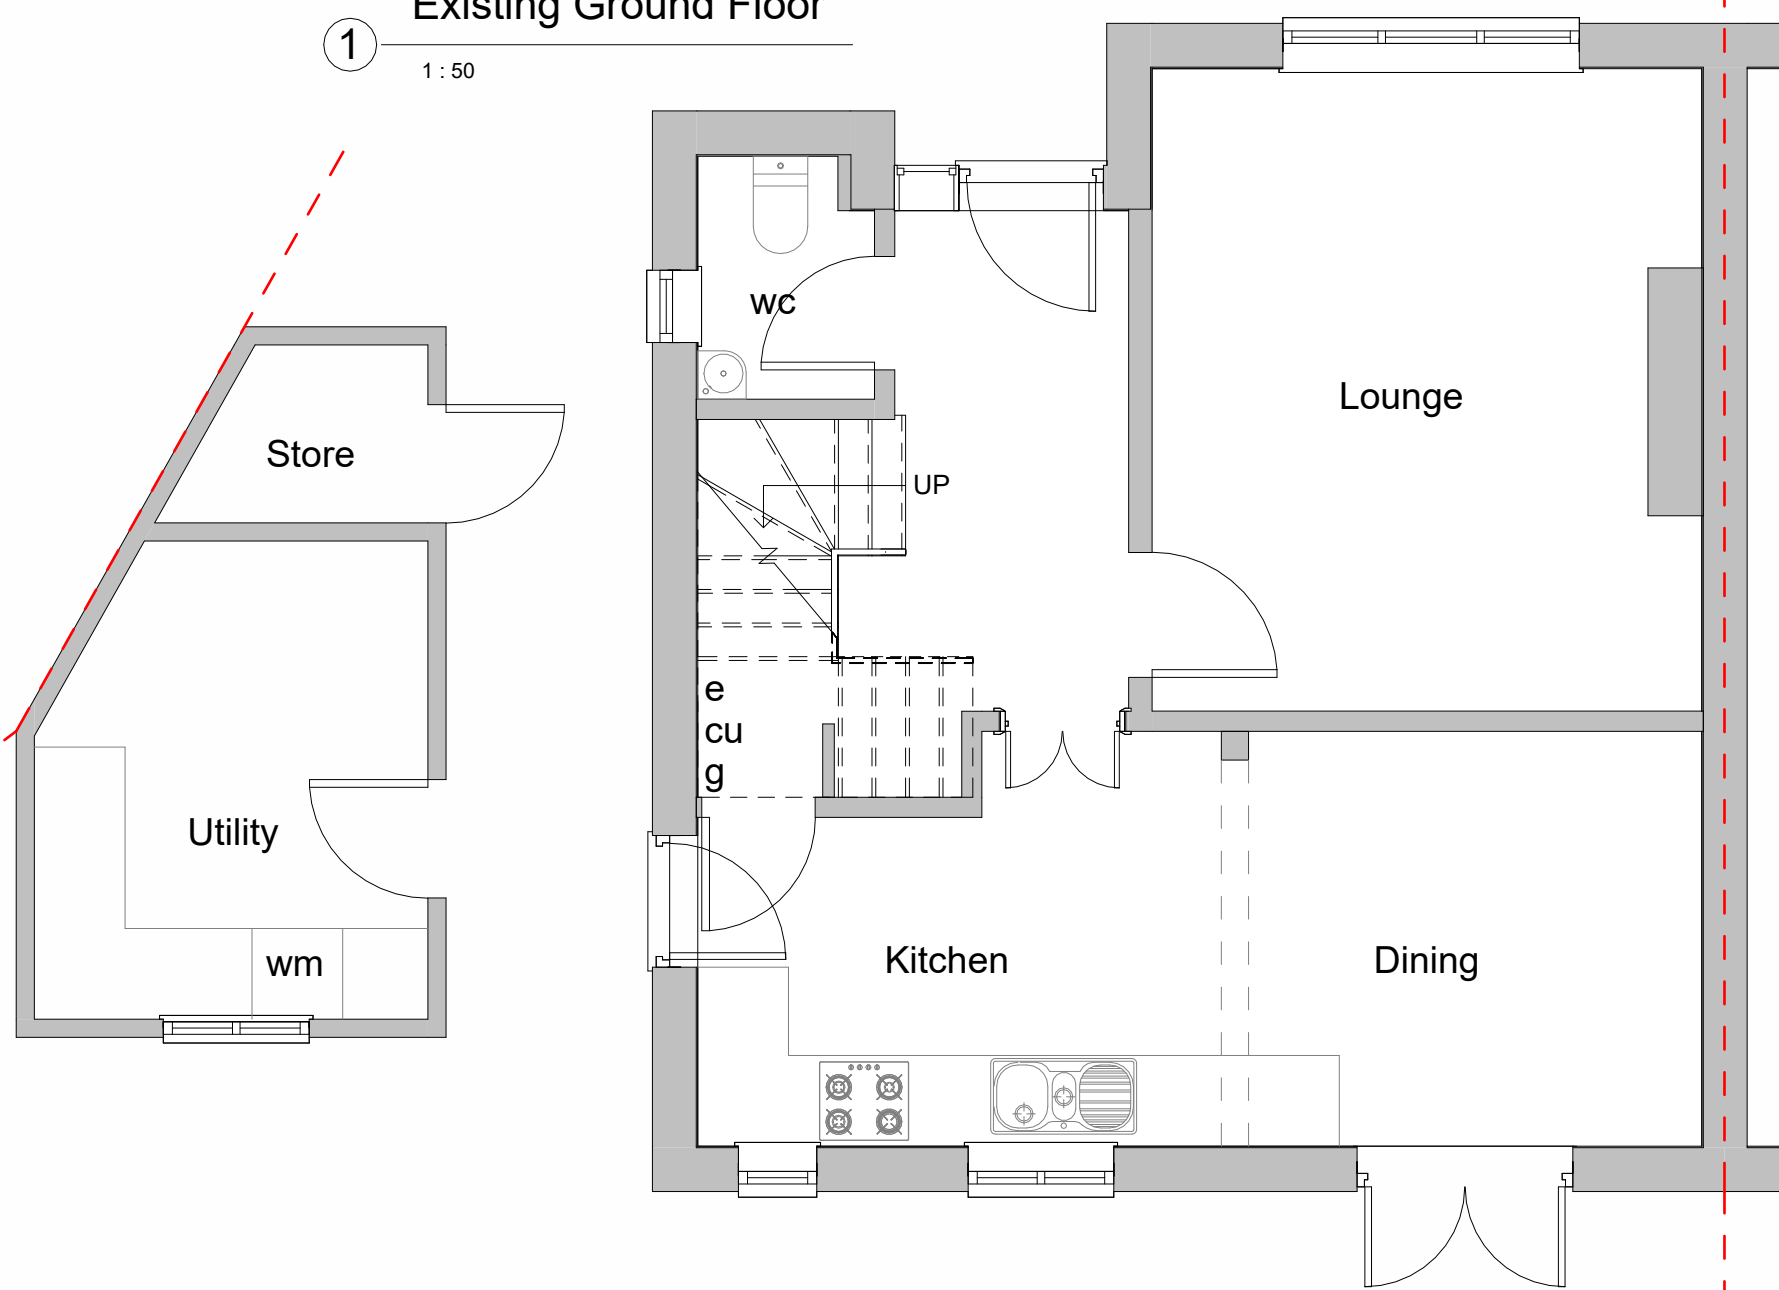 Existing Ground Floor
1
1 : 50
wc
Lounge
Store
UP
e
cu
g
Utility
Kitchen
Dining
wm